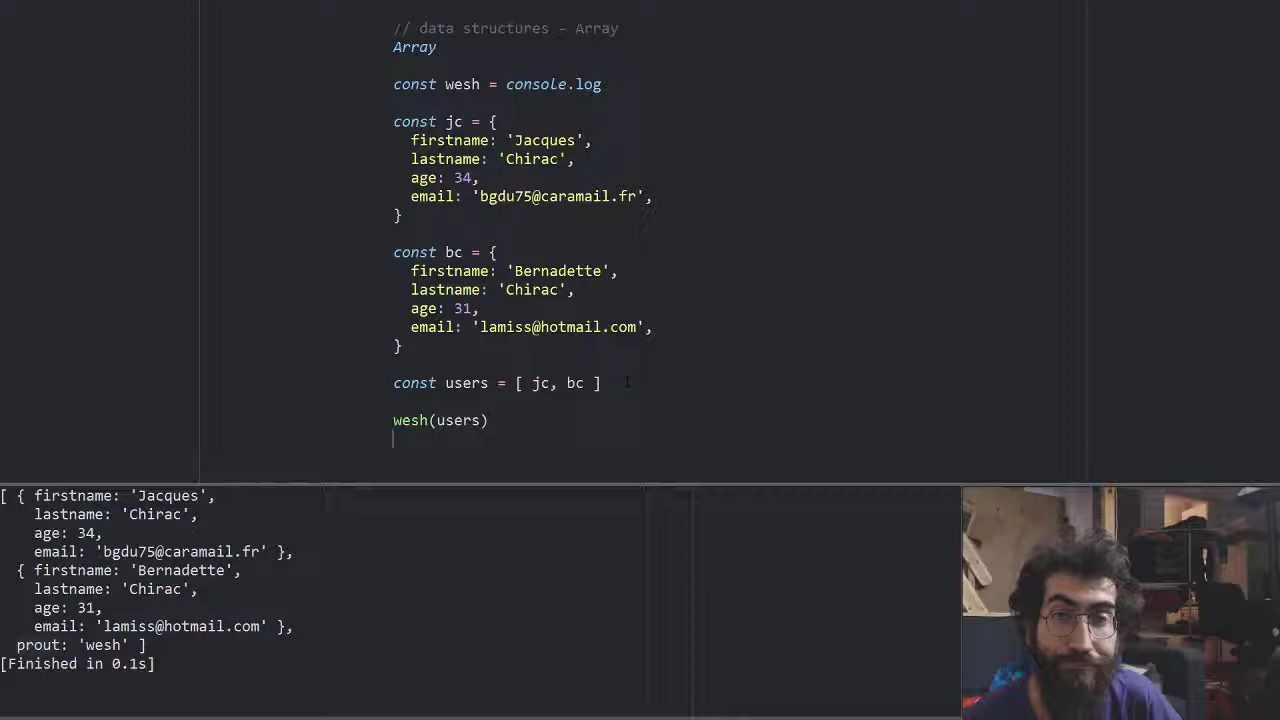 // data structures - Array
Array
const wesh = console.log
const jc = {
firstname: 'Jacques',
lastname: 'Chirac',
age: 34,
email: 'bgdu75@caramail.fr',
}
const bc = {
firstname: 'Bernadette',
lastname: 'Chirac',
age: 31,
email: 'lamiss@hotmail.com',
}
const users = [ jc, bc ]
wesh(users)
[ { firstname: 'Jacques',
lastname: 'Chirac',
age: 34,
email: 'bgdu75@caramail.fr' },
{ firstname: 'Bernadette',
lastname: 'Chirac',
age: 31,
email: 'lamiss@hotmail.com' },
prout: 'wesh' ]
[Finished in 0.1s]